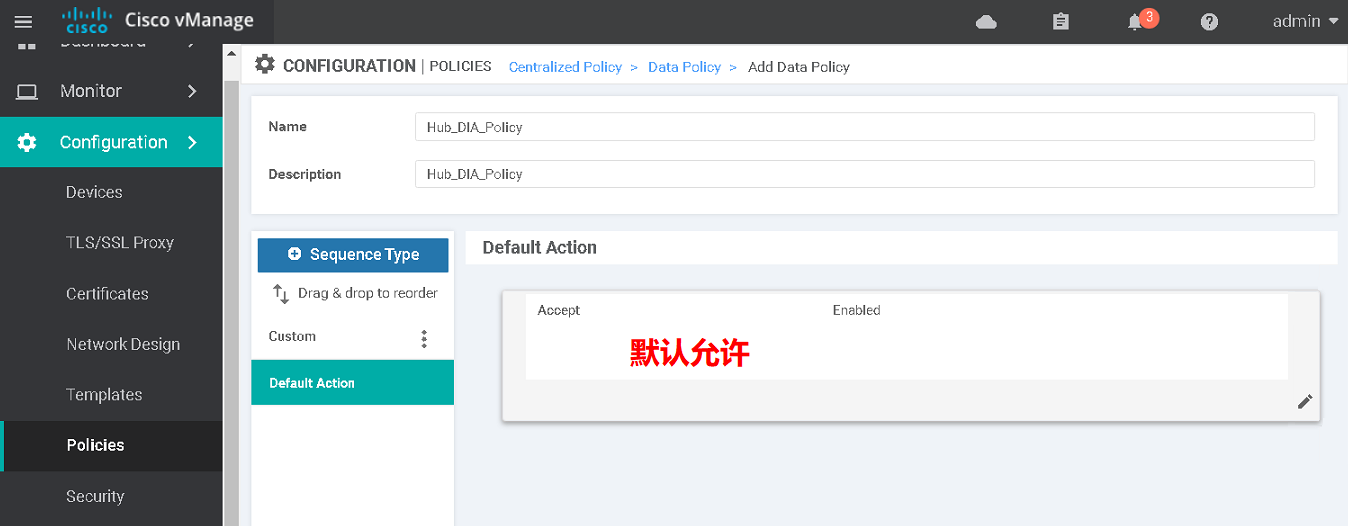 cisco Cisco vManage
3
admin
Dashboard
Monitor
Configuration
Devices
TLS/SSL Proxy
Certificates
Network Design
Templates
Policies
Security
CONFIGURATION | POLICIES Centralized Policy > Data Policy > Add Data Policy
Name Hub_DIA_Policy
Description Hub_DIA_Policy
Sequence Type
Drag & drop to reorder
Custom
Default Action
Default Action
Accept Enabled
默认允许